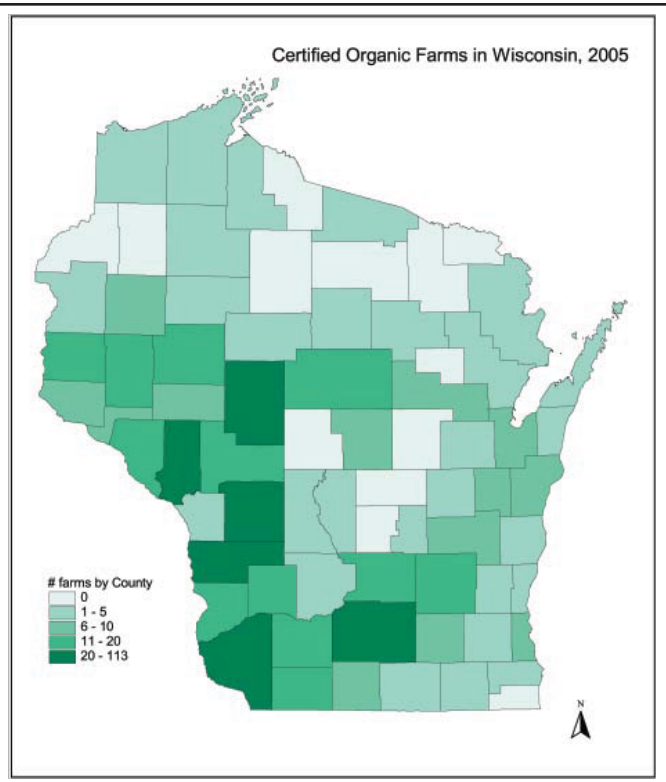 Certified Organic Farms in Wisconsin, 2005
# farms by County
0
1 - 5
6 - 10
11 - 20
20 - 113
N